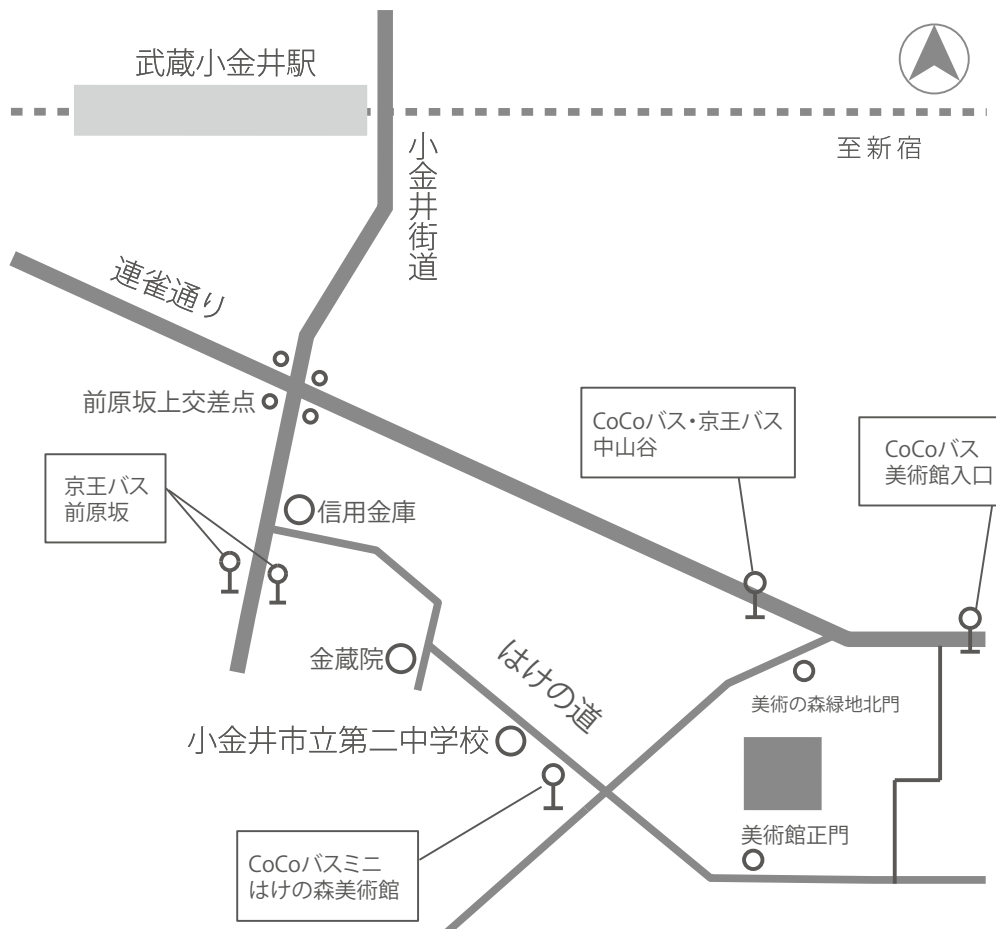 武蔵小金井駅
至新宿
小金井街道
連雀通り
前原坂上交差点
CoCoバス・京王バス
中山谷
CoCoバス
美術館入口
京王バス
前原坂
信用金庫
金蔵院
はけの道
美術の森緑地北門
小金井市立第二中学校
美術館正門
CoCoバスミニ
はけの森美術館